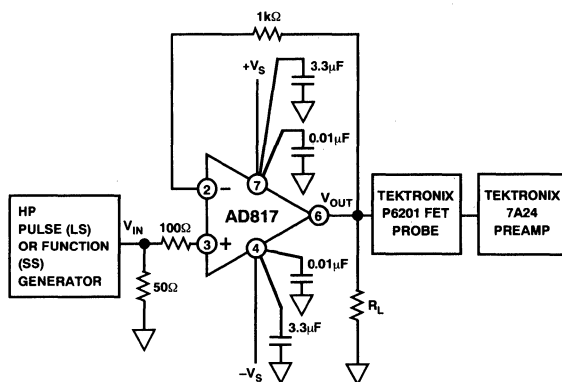 1kΩ
+VS
3.3μF
0.01μF
2
−
7
VOUT
6
AD817
TEKTRONIX
P6201 FET
PROBE
TEKTRONIX
7A24
PREAMP
HP
PULSE (LS)
OR FUNCTION
(SS)
GENERATOR
VIN
100Ω
3
+
4
50Ω
0.01μF
3.3μF
RL
−VS